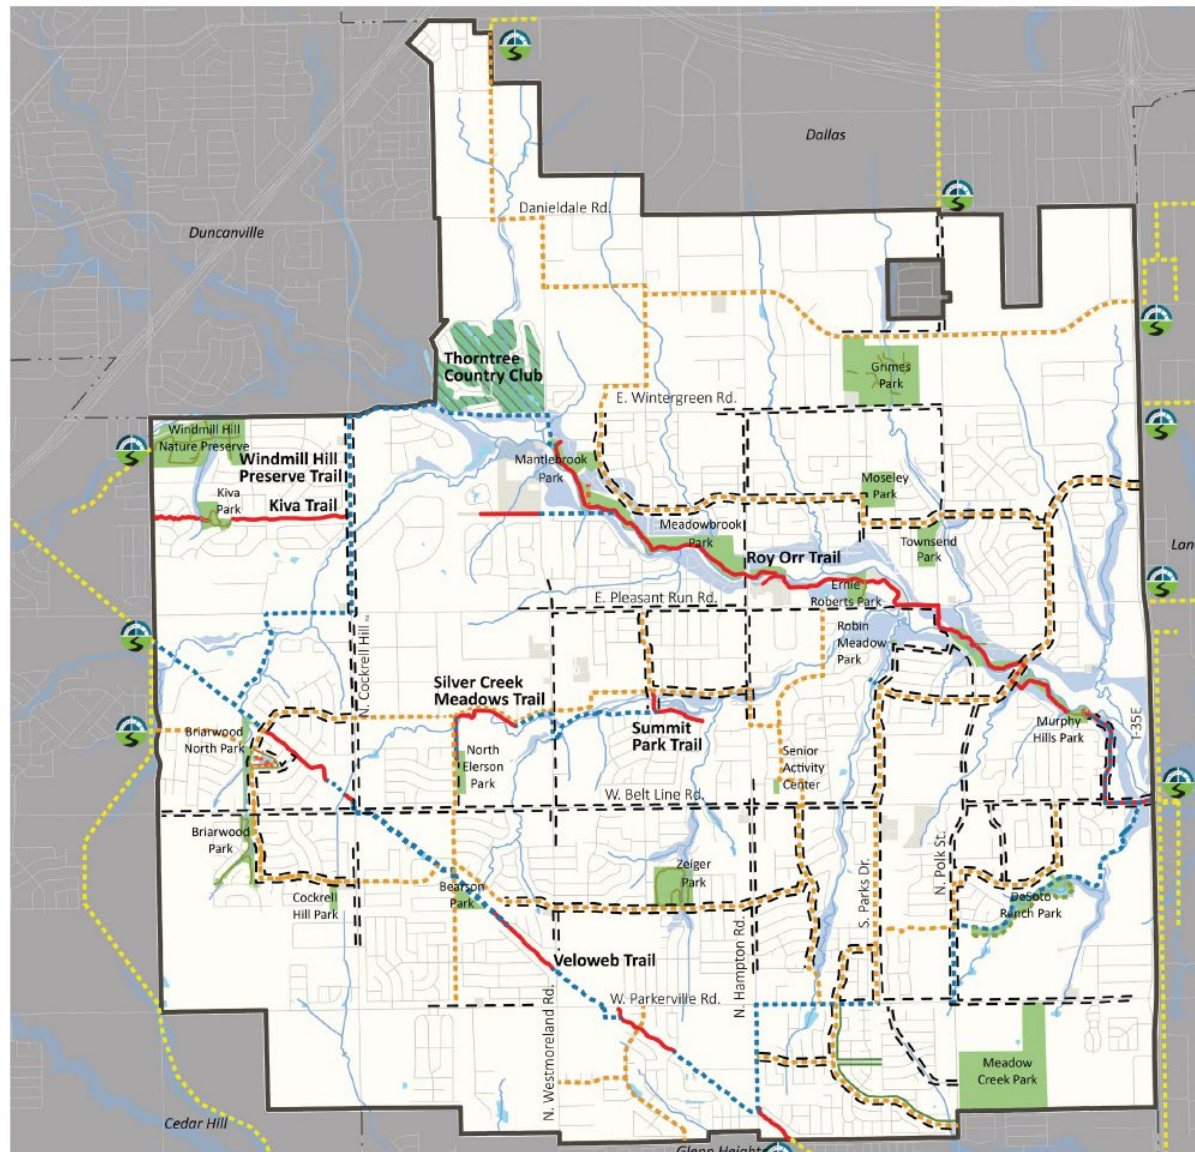 Dallas
Danieldale Rd.
Duncanville
Thorntree
Country Club
Grimes
Park
E. Wintergreen Rd.
Windmill Hill
Nature Preserve
Windmill Hill
Preserve Trail
Mantlebrook
Park
Kiva
Park
Kiva Trail
Moseley
Park
Meadowbrook
Park
Townsend
Park
Lan
Roy Orr Trail
Ernie
Roberts Park
E. Pleasant Run Rd.
Robin
Meadow
Park
N. Cockrell Hill
Silver Creek
Meadows Trail
Summit
Park Trail
Murphy
Hills Park
I-35E
Briarwood
North Park
North
Elerson
Park
Senior
Activity
Center
W. Belt Line Rd.
Briarwood
Park
Zeiger
Park
S. Parks Dr.
N. Polk St.
Cockrell
Hill Park
Bearson
Park
DeSoto
Ranch Park
N. Hampton Rd.
Veloweb Trail
W. Parkerville Rd.
N. Westmoreland Rd.
Meadow
Creek Park
Cedar Hill
Glenn Heights